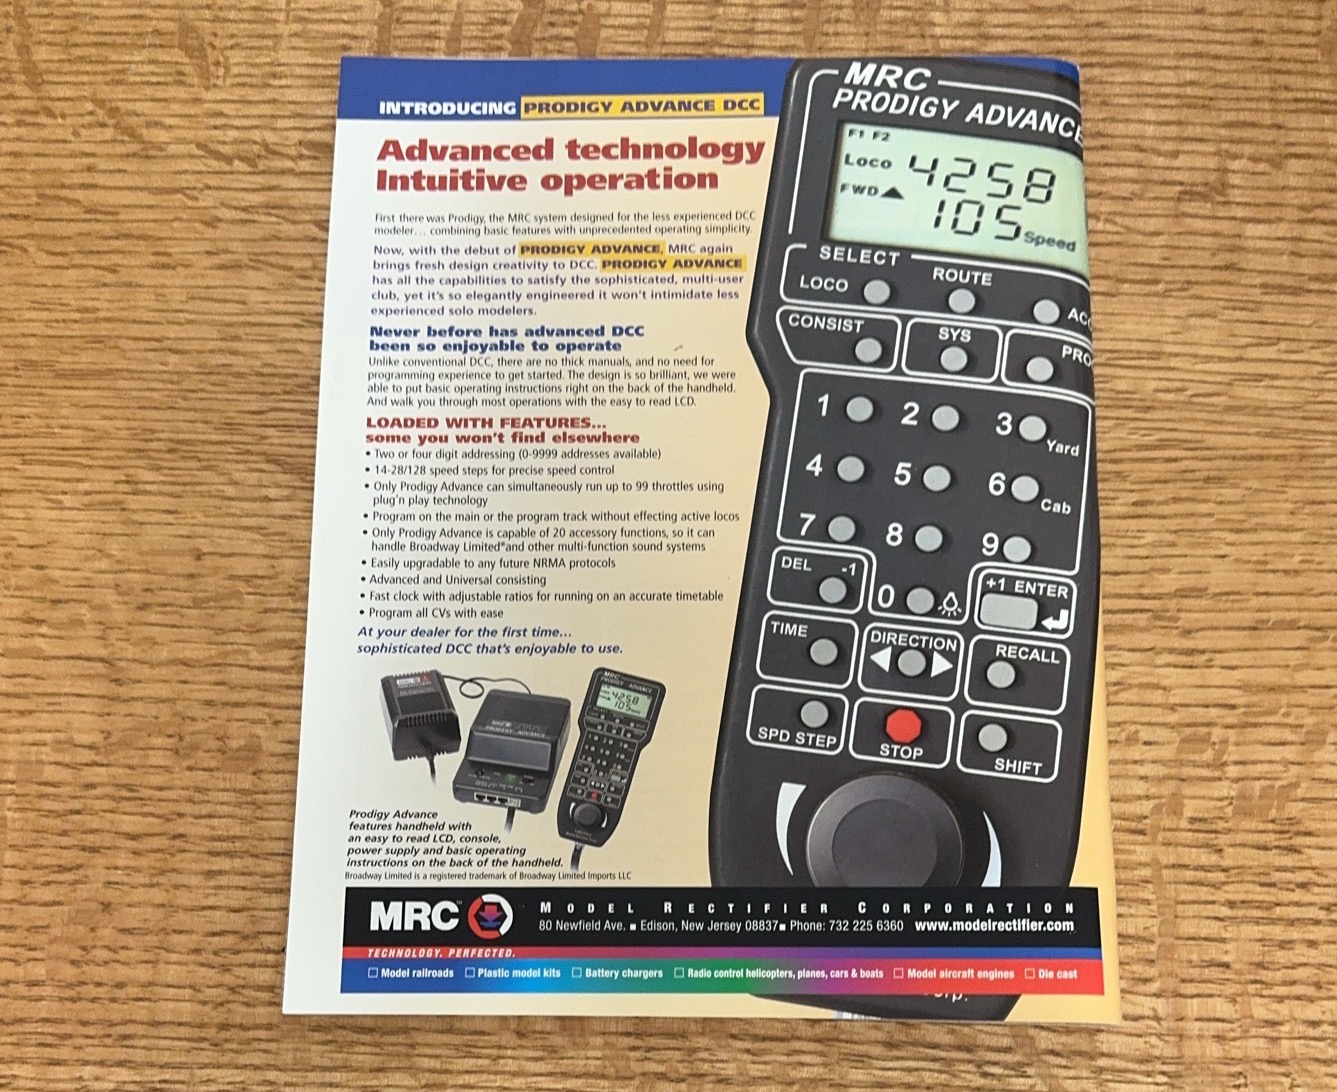 INTRODUCING PRODIGY ADVANCE DCC
Advanced technology
Intuitive operation
First there was Prodigy, the MRC system designed for the less experienced DCC
modeler... combining basic features with unprecedented operating simplicity.
Now, with the debut of PRODIGY ADVANCE, MRC again
brings fresh design creativity to DCC. PRODIGY ADVANCE
has all the capabilities to satisfy the sophisticated, multi-user
club, yet it's so elegantly engineered it won't intimidate less
experienced solo modelers.
Never before has advanced DCC
been so enjoyable to operate
Unlike conventional DCC, there are no thick manuals, and no need for
programming experience to get started. The design is so brilliant, we were
able to put basic operating instructions right on the back of the handheld.
And walk you through most operations with the easy to read LCD.
LOADED WITH FEATURES...
some you won't find elsewhere
• Two or four digit addressing (0-9999 addresses available)
• 14-28/128 speed steps for precise speed control
• Only Prodigy Advance can simultaneously run up to 99 throttles using
plug'n play technology
• Program on the main or the program track without effecting active locos
• Only Prodigy Advance is capable of 20 accessory functions, so it can
handle Broadway Limited® and other multi-function sound systems
• Easily upgradable to any future NRMA protocols
• Advanced and Universal consisting
• Fast clock with adjustable ratios for running on an accurate timetable
• Program all CVs with ease
At your dealer for the first time...
sophisticated DCC that's enjoyable to use.
Prodigy Advance
features handheld with
an easy to read LCD, console,
power supply and basic operating
instructions on the back of the handheld.
Broadway Limited is a registered trademark of Broadway Limited Imports LLC
MRC
PRODIGY ADVANCE
F1 F2
Loco 4258
FWD 105 Speed
SELECT
LOCO ROUTE ACC
CONSIST SYS PRO
1 2 3 Yard
4 5 6 Cab
7 8 9
DEL -1 0 +1 ENTER
TIME DIRECTION RECALL
SPD STEP STOP SHIFT
MRC PRODIGY ADVANCE
4258
105
MRC
PRODIGY ADVANCE
MRC MODEL RECTIFIER CORPORATION
80 Newfield Ave. ■ Edison, New Jersey 08837 ■ Phone: 732 225 6360 www.modelrectifier.com
TECHNOLOGY. PERFECTED.
☐ Model railroads ☐ Plastic model kits ☐ Battery chargers ☐ Radio control helicopters, planes, cars & boats ☐ Model aircraft engines ☐ Die cast